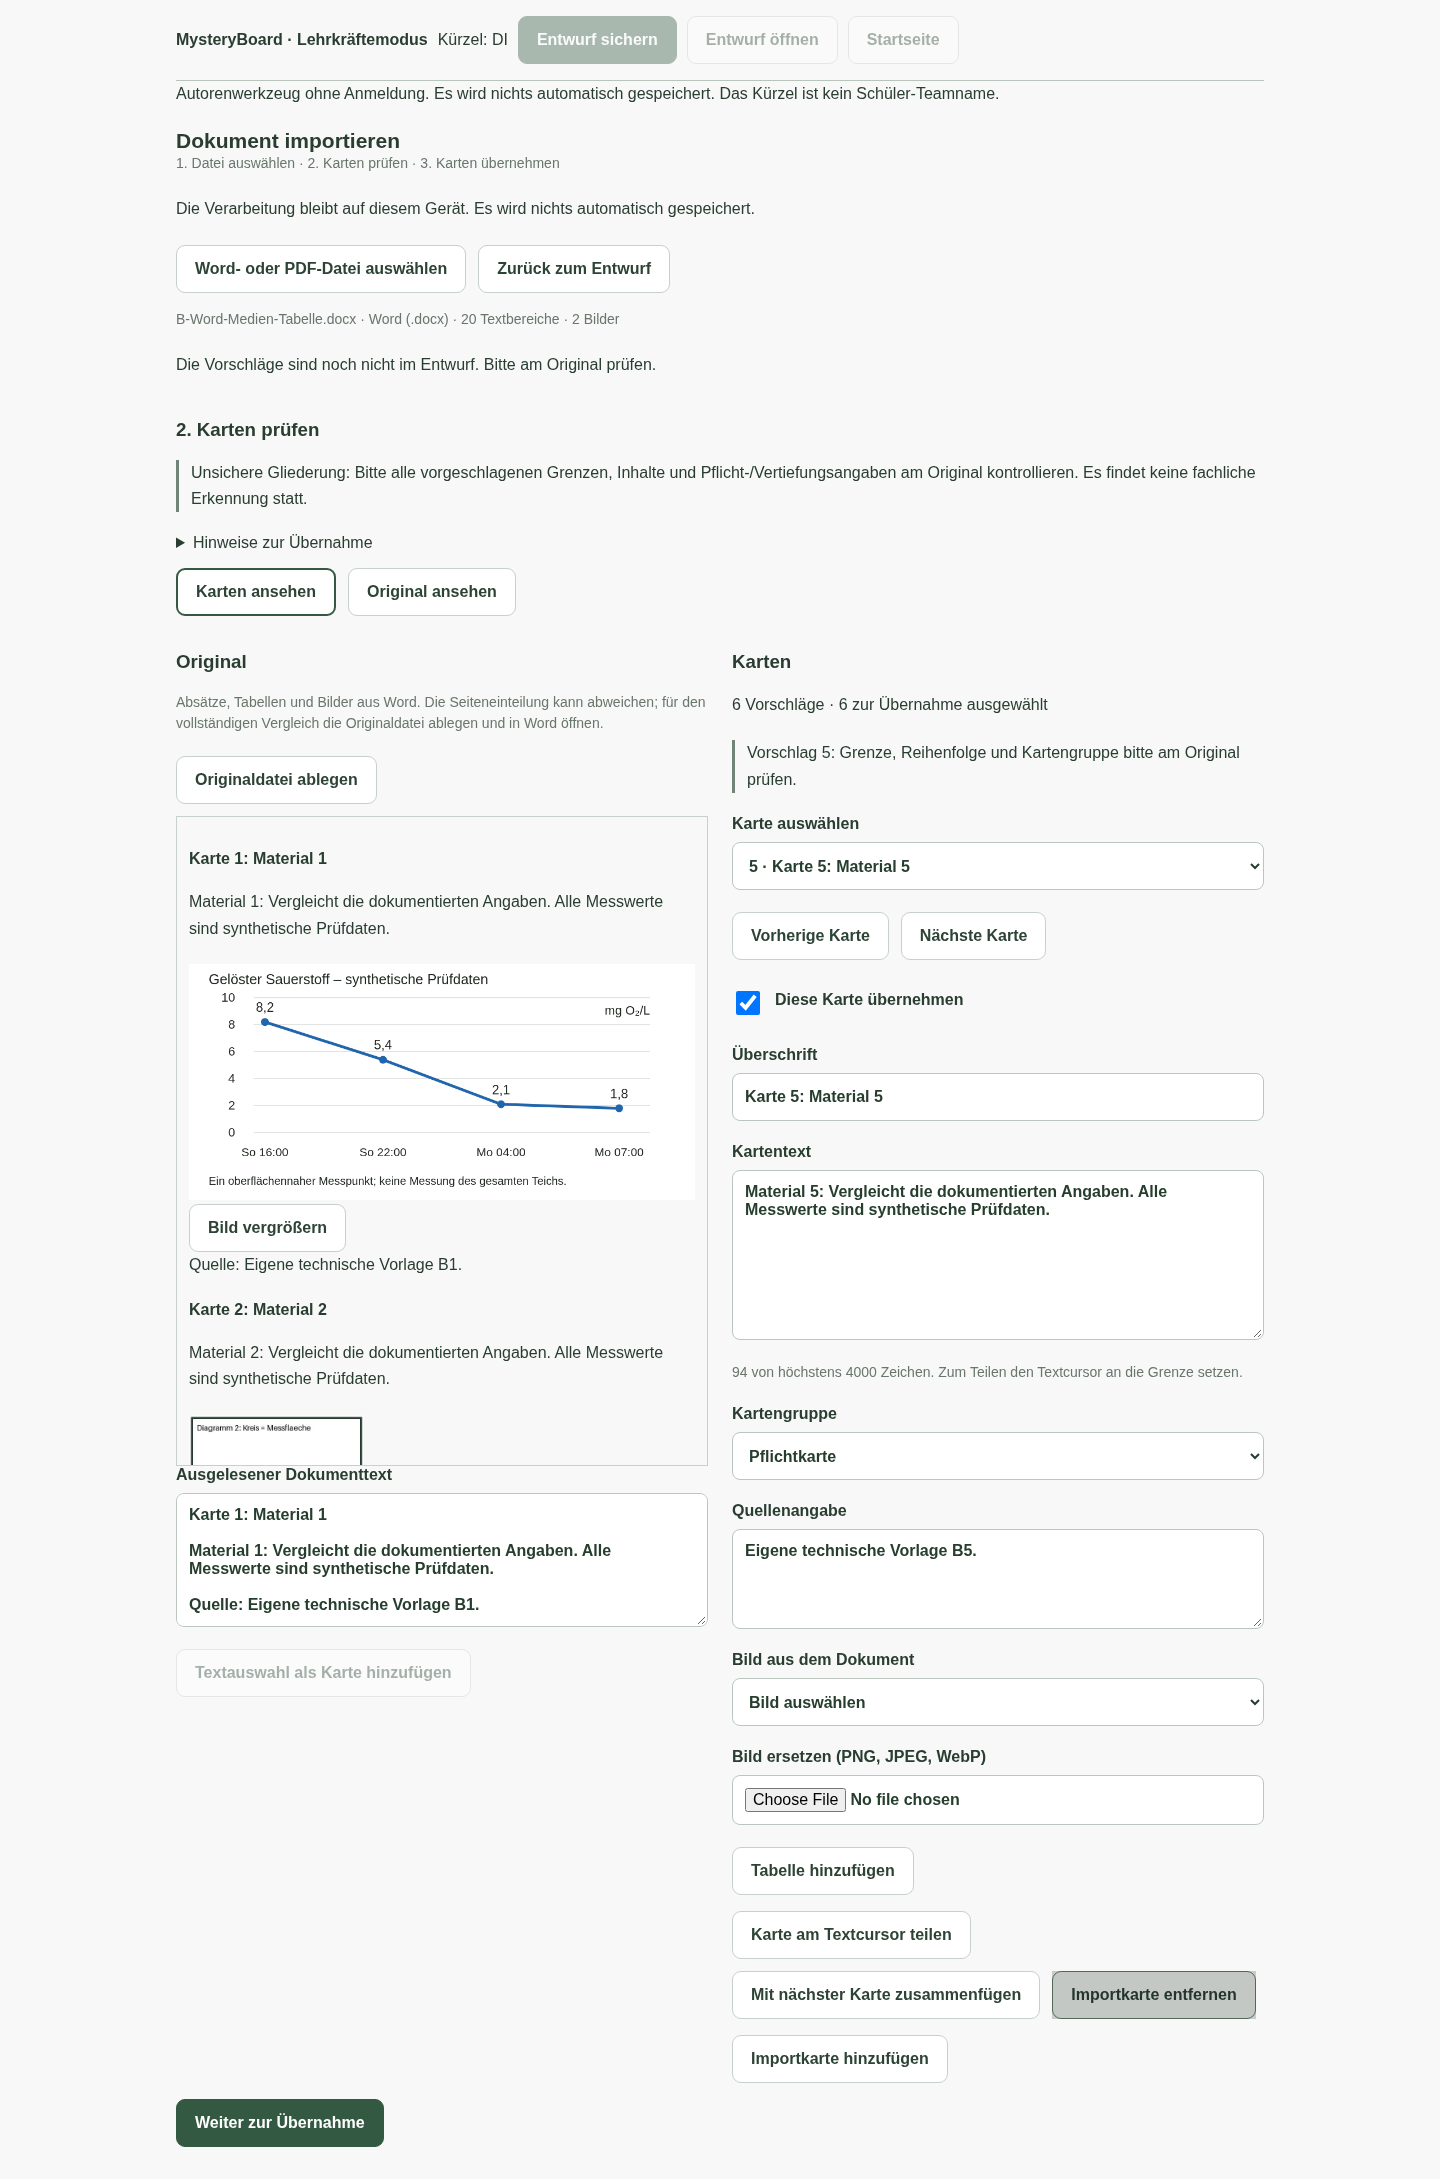 MysteryBoard · Lehrkräftemodus Kürzel: DI Entwurf sichern Entwurf öffnen Startseite
Autorenwerkzeug ohne Anmeldung. Es wird nichts automatisch gespeichert. Das Kürzel ist kein Schüler-Teamname.
Dokument importieren
1. Datei auswählen · 2. Karten prüfen · 3. Karten übernehmen
Die Verarbeitung bleibt auf diesem Gerät. Es wird nichts automatisch gespeichert.
Word- oder PDF-Datei auswählen Zurück zum Entwurf
B-Word-Medien-Tabelle.docx · Word (.docx) · 20 Textbereiche · 2 Bilder
Die Vorschläge sind noch nicht im Entwurf. Bitte am Original prüfen.
2. Karten prüfen
Unsichere Gliederung: Bitte alle vorgeschlagenen Grenzen, Inhalte und Pflicht-/Vertiefungsangaben am Original kontrollieren. Es findet keine fachliche
Erkennung statt.
Hinweise zur Übernahme
Karten ansehen Original ansehen
Original
Absätze, Tabellen und Bilder aus Word. Die Seiteneinteilung kann abweichen; für den
vollständigen Vergleich die Originaldatei ablegen und in Word öffnen.
Originaldatei ablegen
Karte 1: Material 1
Material 1: Vergleicht die dokumentierten Angaben. Alle Messwerte
sind synthetische Prüfdaten.
Gelöster Sauerstoff – synthetische Prüfdaten
mg O₂/L
10
8
6
4
2
0
8,2
5,4
2,1
1,8
So 16:00 So 22:00 Mo 04:00 Mo 07:00
Ein oberflächennaher Messpunkt; keine Messung des gesamten Teichs.
Bild vergrößern
Quelle: Eigene technische Vorlage B1.
Karte 2: Material 2
Material 2: Vergleicht die dokumentierten Angaben. Alle Messwerte
sind synthetische Prüfdaten.
Diagramm 2: Kreis = Messflaeche
Ausgelesener Dokumenttext
Karte 1: Material 1
Material 1: Vergleicht die dokumentierten Angaben. Alle
Messwerte sind synthetische Prüfdaten.
Quelle: Eigene technische Vorlage B1.
Textauswahl als Karte hinzufügen
Karten
6 Vorschläge · 6 zur Übernahme ausgewählt
Vorschlag 5: Grenze, Reihenfolge und Kartengruppe bitte am Original
prüfen.
Karte auswählen
5 · Karte 5: Material 5
Vorherige Karte Nächste Karte
Diese Karte übernehmen
Überschrift
Karte 5: Material 5
Kartentext
Material 5: Vergleicht die dokumentierten Angaben. Alle
Messwerte sind synthetische Prüfdaten.
94 von höchstens 4000 Zeichen. Zum Teilen den Textcursor an die Grenze setzen.
Kartengruppe
Pflichtkarte
Quellenangabe
Eigene technische Vorlage B5.
Bild aus dem Dokument
Bild auswählen
Bild ersetzen (PNG, JPEG, WebP)
Choose File No file chosen
Tabelle hinzufügen
Karte am Textcursor teilen
Mit nächster Karte zusammenfügen Importkarte entfernen
Importkarte hinzufügen
Weiter zur Übernahme